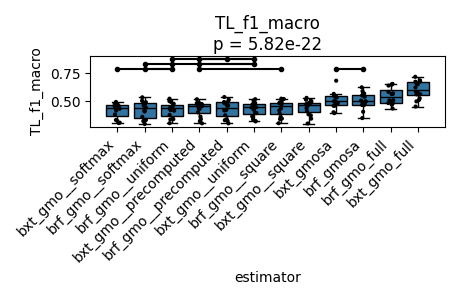 TL_f1_macro
p = 5.82e-22
TL_f1_macro
0.75
0.50
bxt_gmo__softmax
brf_gmo__softmax
brf_gmo__uniform
bxt_gmo__precomputed
brf_gmo__precomputed
bxt_gmo__uniform
brf_gmo__square
bxt_gmo__square
bxt_gmosa
brf_gmosa
brf_gmo_full
bxt_gmo_full
estimator